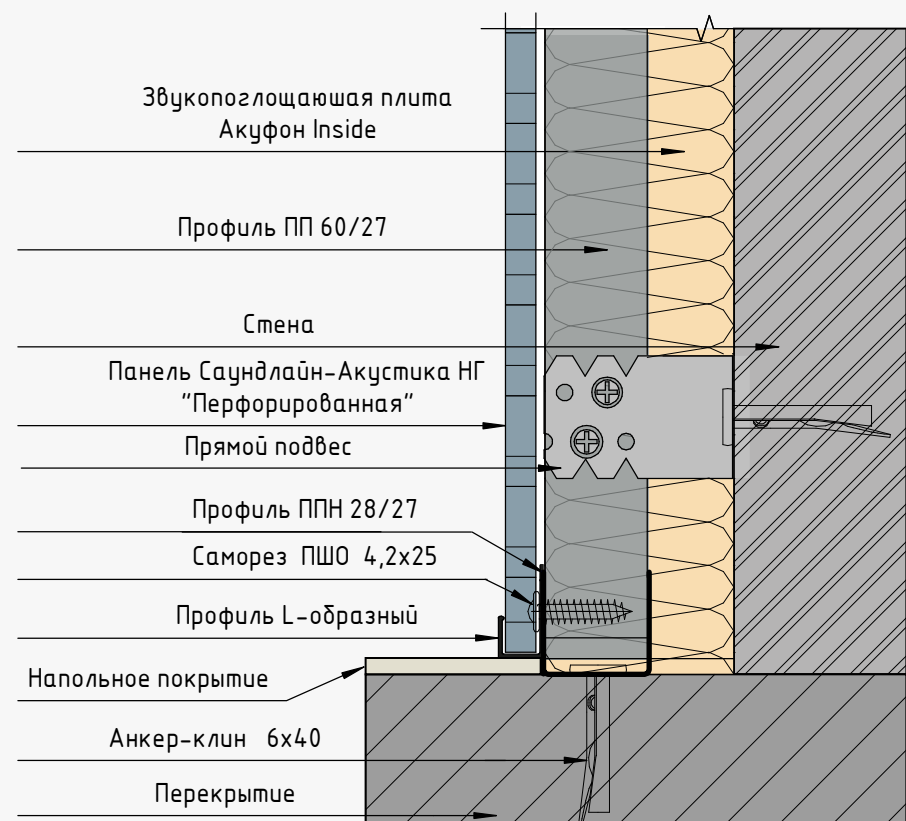 Звукопоглощаюшая плита
Акуфон Inside
Профиль ПП 60/27
Стена
Панель Саундлайн-Акустика НГ
"Перфорированная"
Прямой подвес
Профиль ППН 28/27
Саморез ПШО 4,2х25
Профиль L-образный
Напольное покрытие
Анкер-клин 6х40
Перекрытие